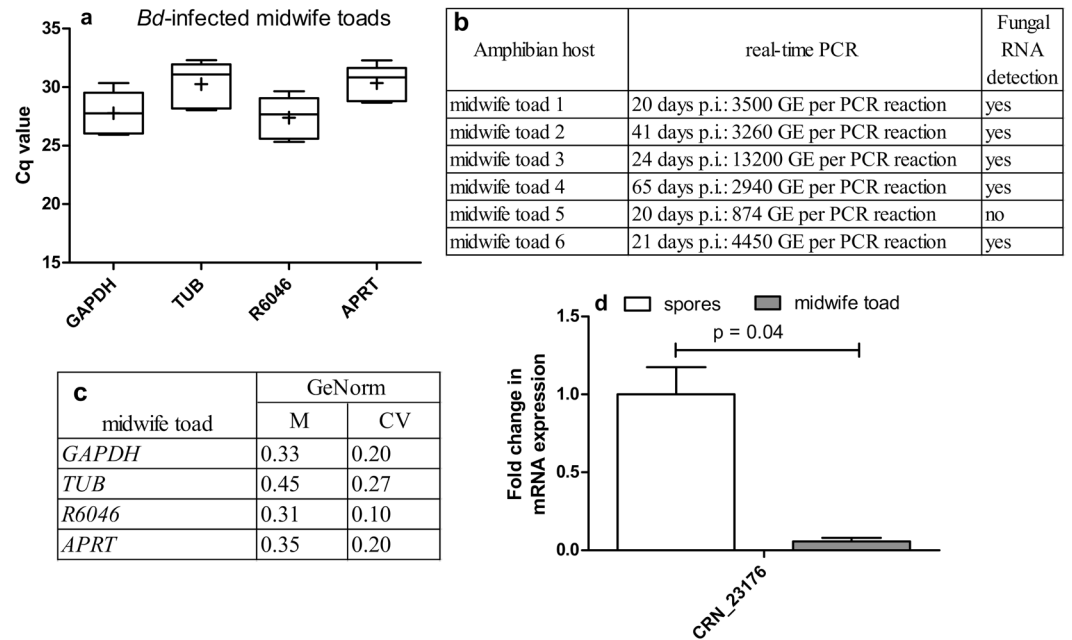 a Bd-infected midwife toads
35
30
25
20
15
Cq value
GAPDH
TUB
R6046
APRT
b
Amphibian host real-time PCR Fungal
RNA
detection
midwife toad 1 20 days p.i.: 3500 GE per PCR reaction yes
midwife toad 2 41 days p.i.: 3260 GE per PCR reaction yes
midwife toad 3 24 days p.i.: 13200 GE per PCR reaction yes
midwife toad 4 65 days p.i.: 2940 GE per PCR reaction yes
midwife toad 5 20 days p.i.: 874 GE per PCR reaction no
midwife toad 6 21 days p.i.: 4450 GE per PCR reaction yes
c GeNorm
midwife toad M CV
GAPDH 0.33 0.20
TUB 0.45 0.27
R6046 0.31 0.10
APRT 0.35 0.20
d spores midwife toad
p = 0.04
1.5
1.0
0.5
0.0
Fold change in
mRNA expression
CRN_23176